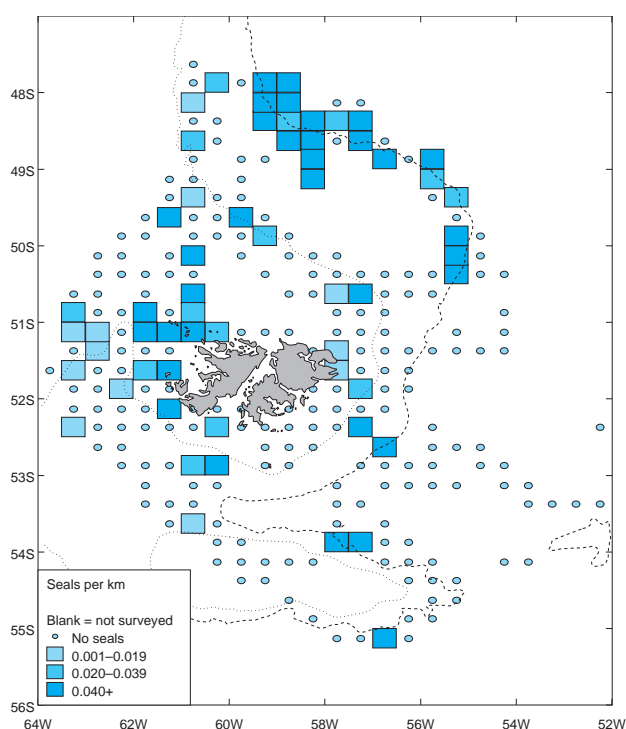 48S
49S
50S
51S
52S
53S
54S
55S
56S
Seals per km
Blank = not surveyed
No seals
0.001–0.019
0.020–0.039
0.040+
64W 62W 60W 58W 56W 54W 52W